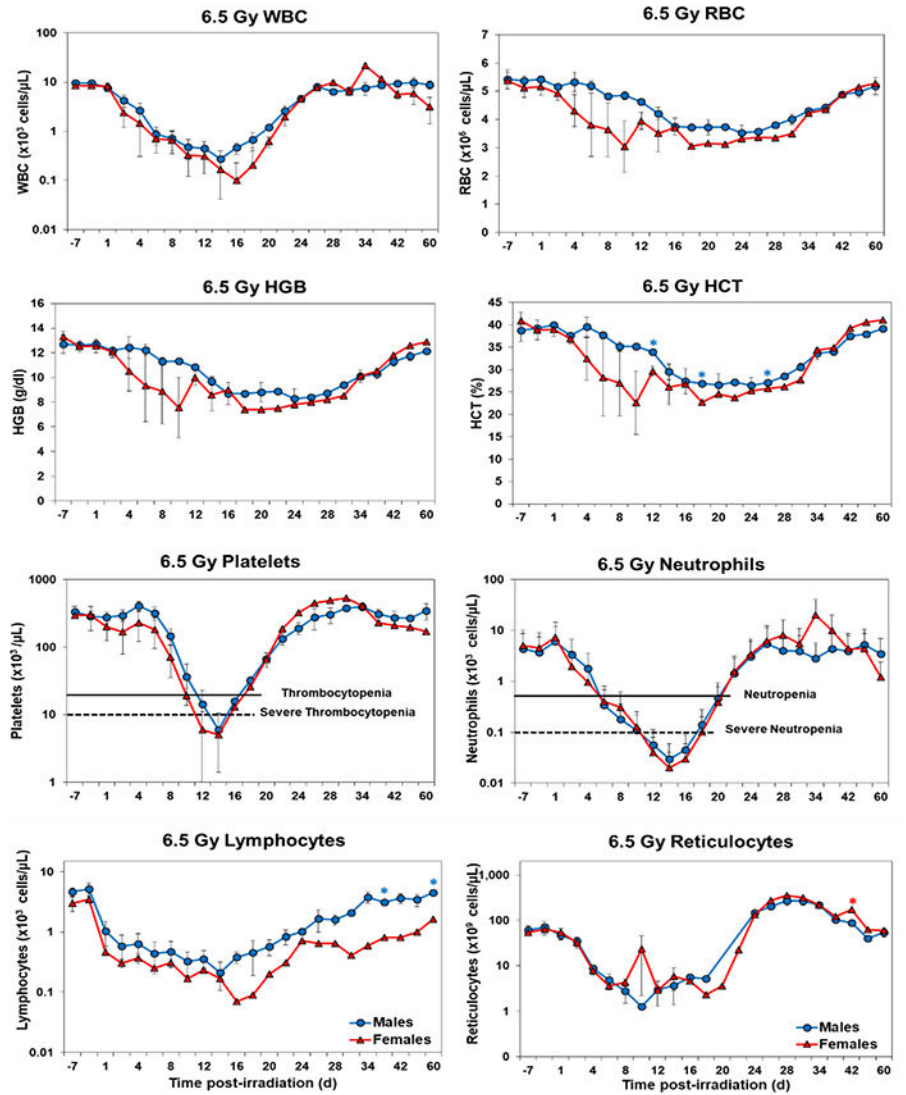 6.5 Gy WBC
WBC (x10³ cells/µL)
100
10
1
0.1
0.01
-7 1 4 8 12 16 20 24 28 34 42 60
6.5 Gy RBC
RBC (x10⁶ cells/µL)
7
6
5
4
3
2
1
0
-7 1 4 8 12 16 20 24 28 34 42 60
6.5 Gy HGB
HGB (g/dl)
16
14
12
10
8
6
4
2
0
-7 1 4 8 12 16 20 24 28 34 42 60
6.5 Gy HCT
HCT (%)
45
40
35
30
25
20
15
10
5
0
*
*
*
-7 1 4 8 12 16 20 24 28 34 42 60
6.5 Gy Platelets
Platelets (x10³ /µL)
1000
100
10
1
Thrombocytopenia
Severe Thrombocytopenia
-7 1 4 8 12 16 20 24 28 34 42 60
6.5 Gy Neutrophils
Neutrophils (x10³ cells/µL)
100
10
1
0.1
0.01
Neutropenia
Severe Neutropenia
-7 1 4 8 12 16 20 24 28 34 42 60
6.5 Gy Lymphocytes
Lymphocytes (x10³ cells/µL)
10
1
0.1
0.01
*
*
Males
Females
-7 1 4 8 12 16 20 24 28 34 42 60
Time post-irradiation (d)
6.5 Gy Reticulocytes
Reticulocytes (x10⁹ cells/µL)
1,000
100
10
1
0
*
Males
Females
-7 1 4 8 12 16 20 24 28 34 42 60
Time post-irradiation (d)